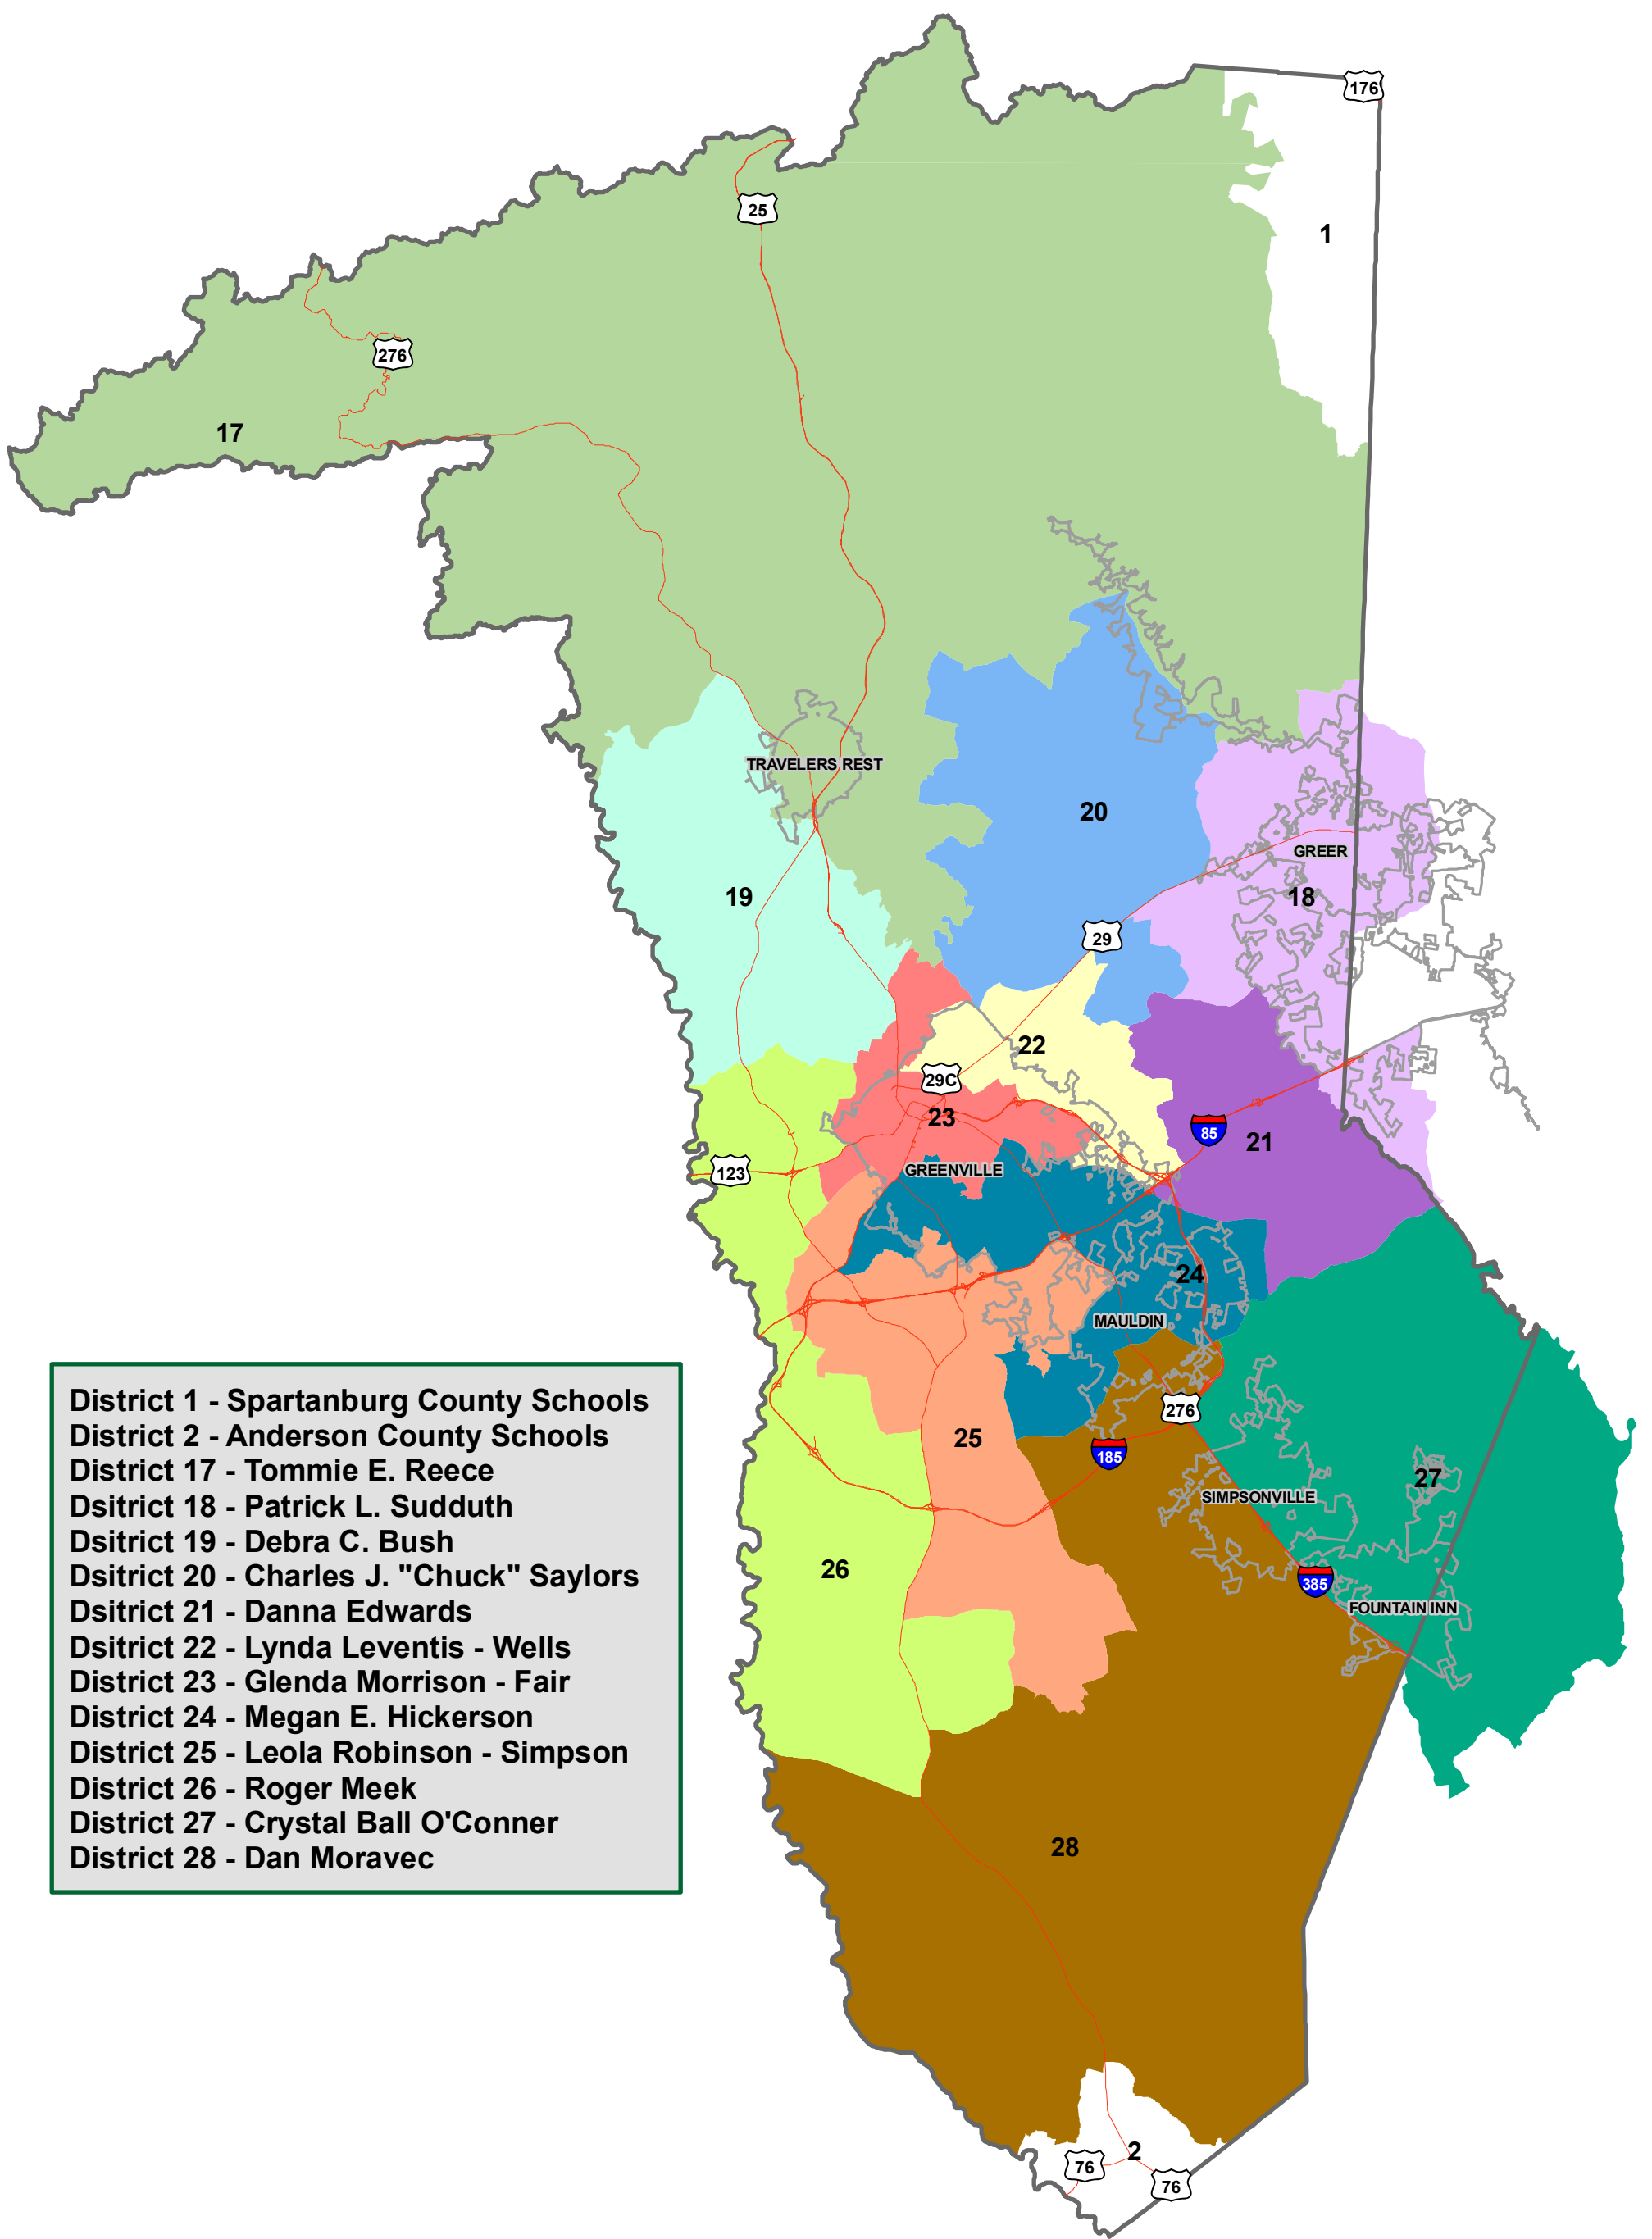 176
25
1
276
17
TRAVELERS REST
20
GREER
19
18
29
22
29C
23
85
21
GREENVILLE
123
24
MAULDIN
276
25
185
27
SIMPSONVILLE
26
385
FOUNTAIN INN
28
2
76
76
District 1 - Spartanburg County Schools
District 2 - Anderson County Schools
District 17 - Tommie E. Reece
Dsitrict 18 - Patrick L. Sudduth
Dsitrict 19 - Debra C. Bush
Dsitrict 20 - Charles J. "Chuck" Saylors
Dsitrict 21 - Danna Edwards
Dsitrict 22 - Lynda Leventis - Wells
District 23 - Glenda Morrison - Fair
District 24 - Megan E. Hickerson
District 25 - Leola Robinson - Simpson
District 26 - Roger Meek
District 27 - Crystal Ball O'Conner
District 28 - Dan Moravec